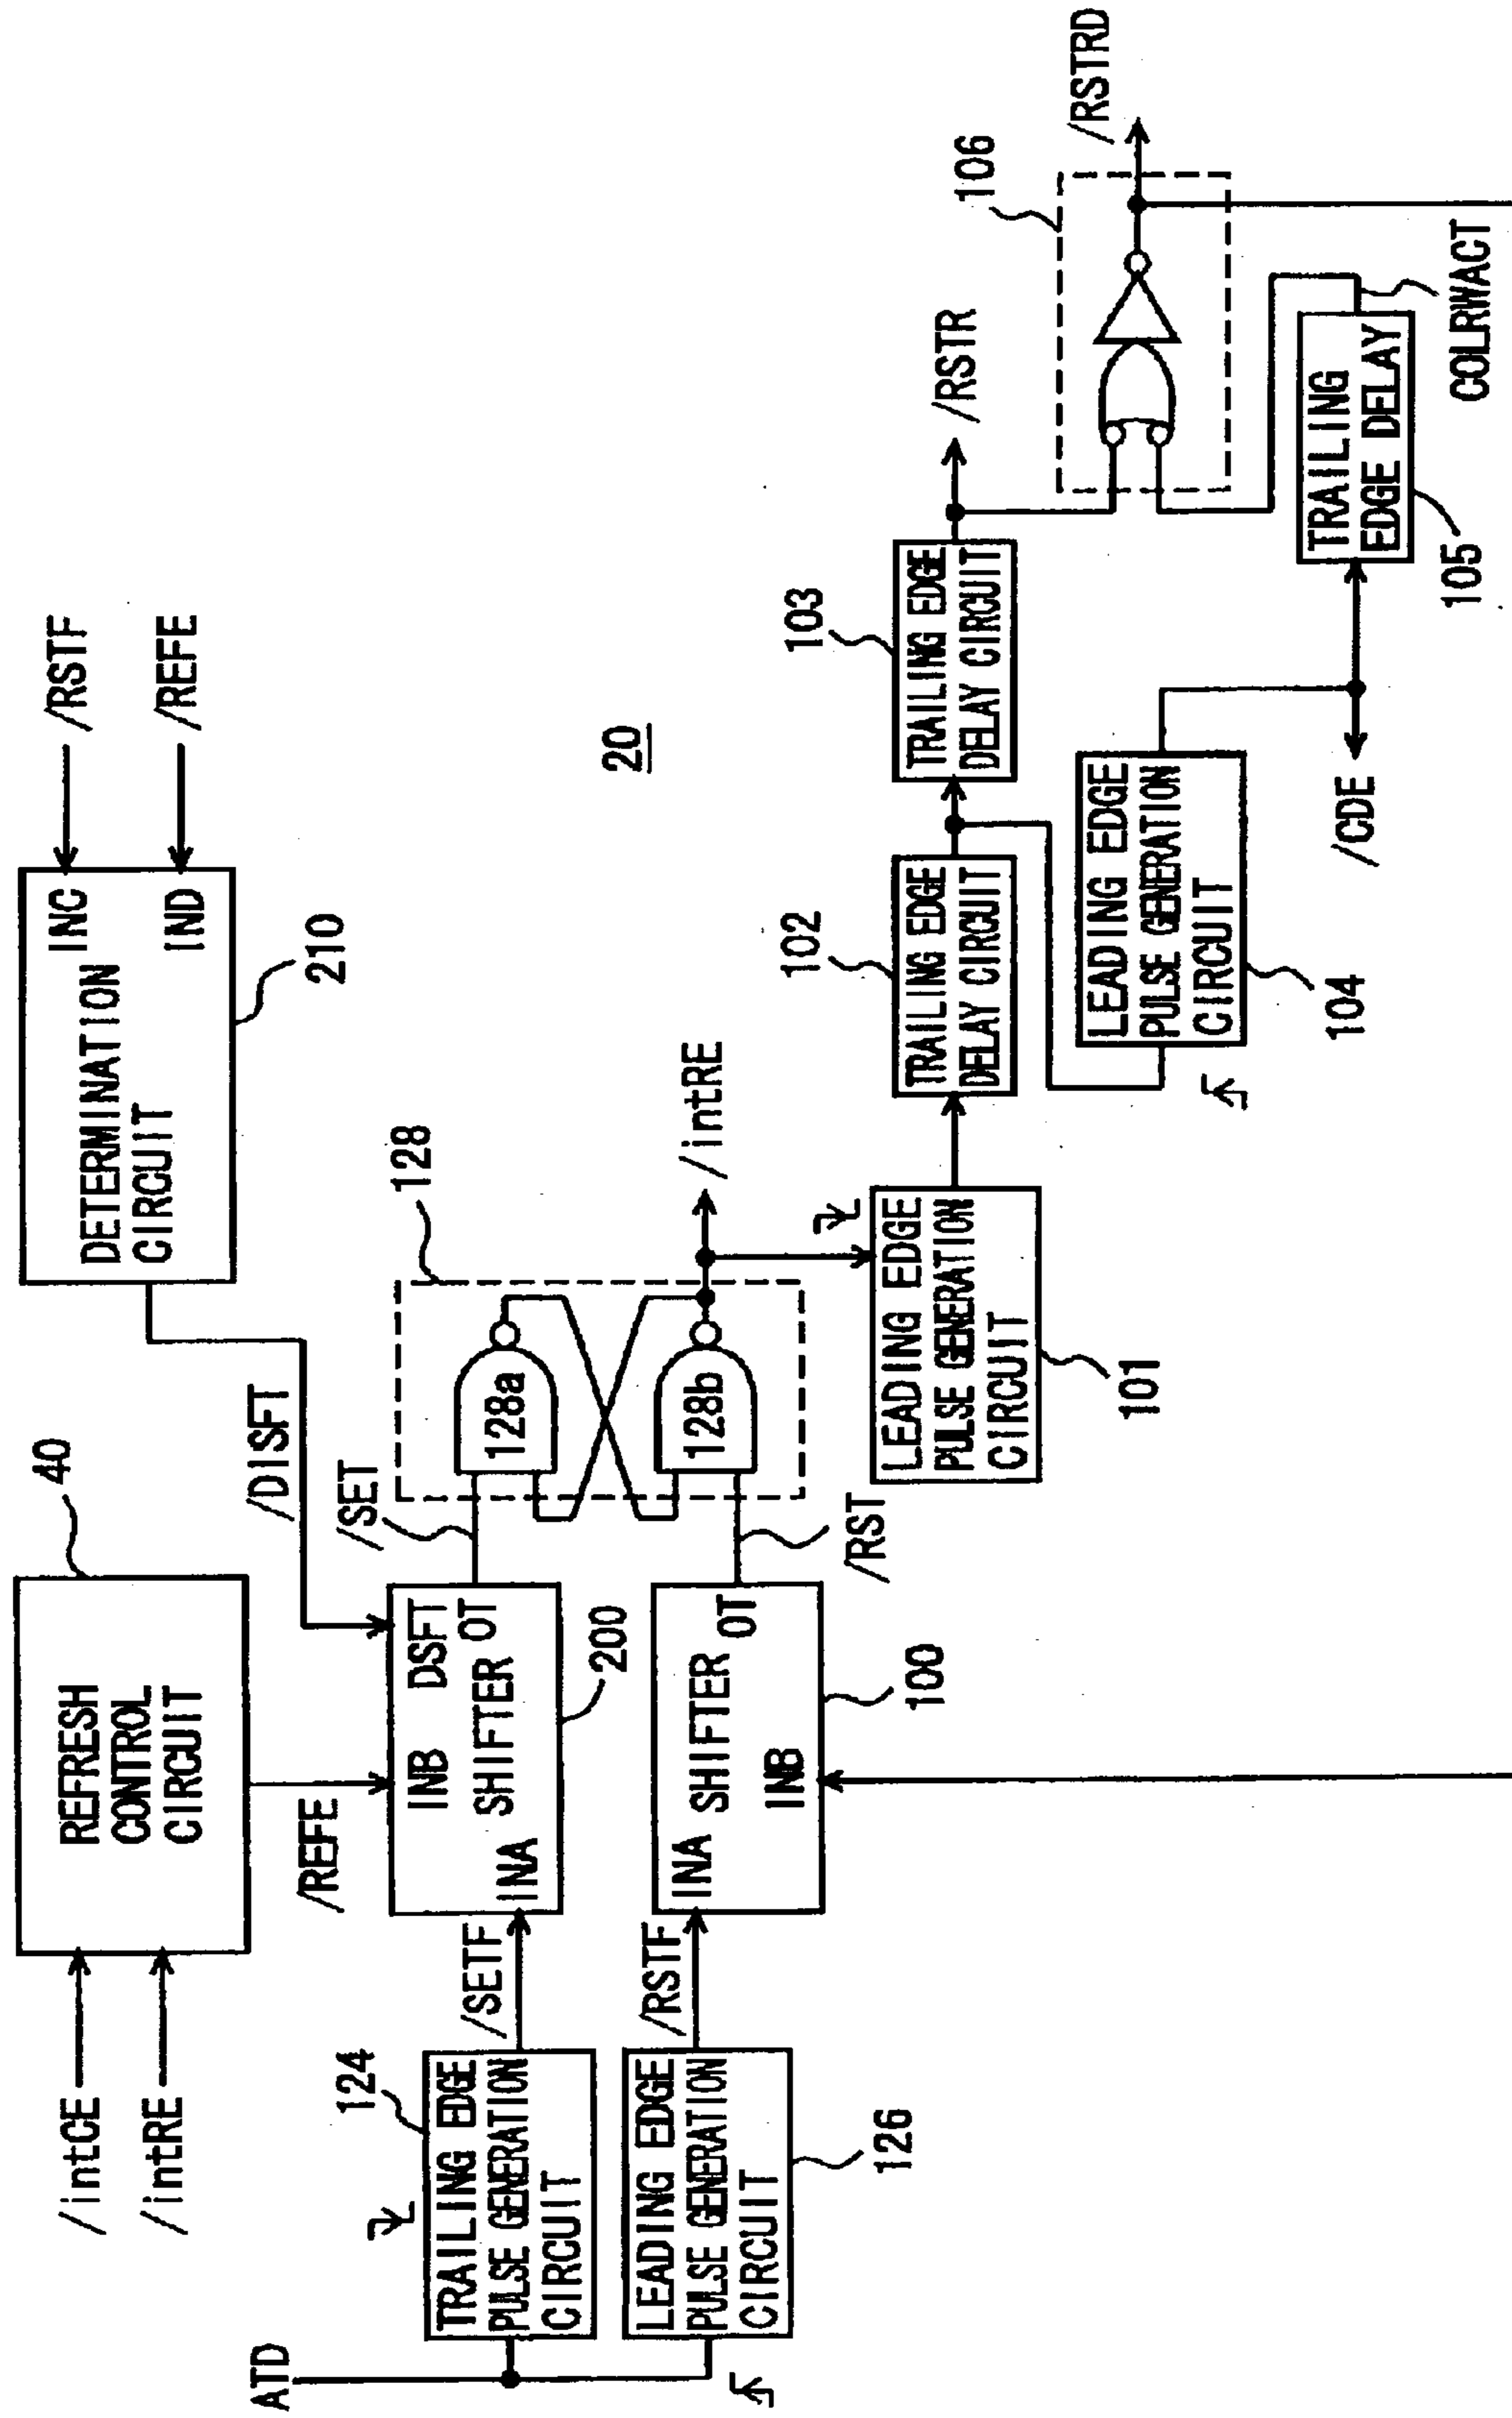 /intCE
/intRE
REFRESH
CONTROL
CIRCUIT
40
/REFE
/DISFT
DETERMINATION
CIRCUIT
INC
IND
210
/RSTF
/REFE
20
ATD
124
TRAILING EDGE
PULSE GENERATION
CIRCUIT
/SETF
INB
DSFT
OT
SHIFTER
INA
200
/SET
128
128a
128b
/intRE
LEADING EDGE
PULSE GENERATION
CIRCUIT
126
/RSTF
INA
SHIFTER
OT
INB
100
/RST
LEADING EDGE
PULSE GENERATION
CIRCUIT
101
102
TRAILING EDGE
DELAY CIRCUIT
103
TRAILING EDGE
DELAY CIRCUIT
/RSTR
106
/RSTRD
LEADING EDGE
PULSE GENERATION
CIRCUIT
104
/CDE
TRAILING
EDGE DELAY
105
COLRWACT